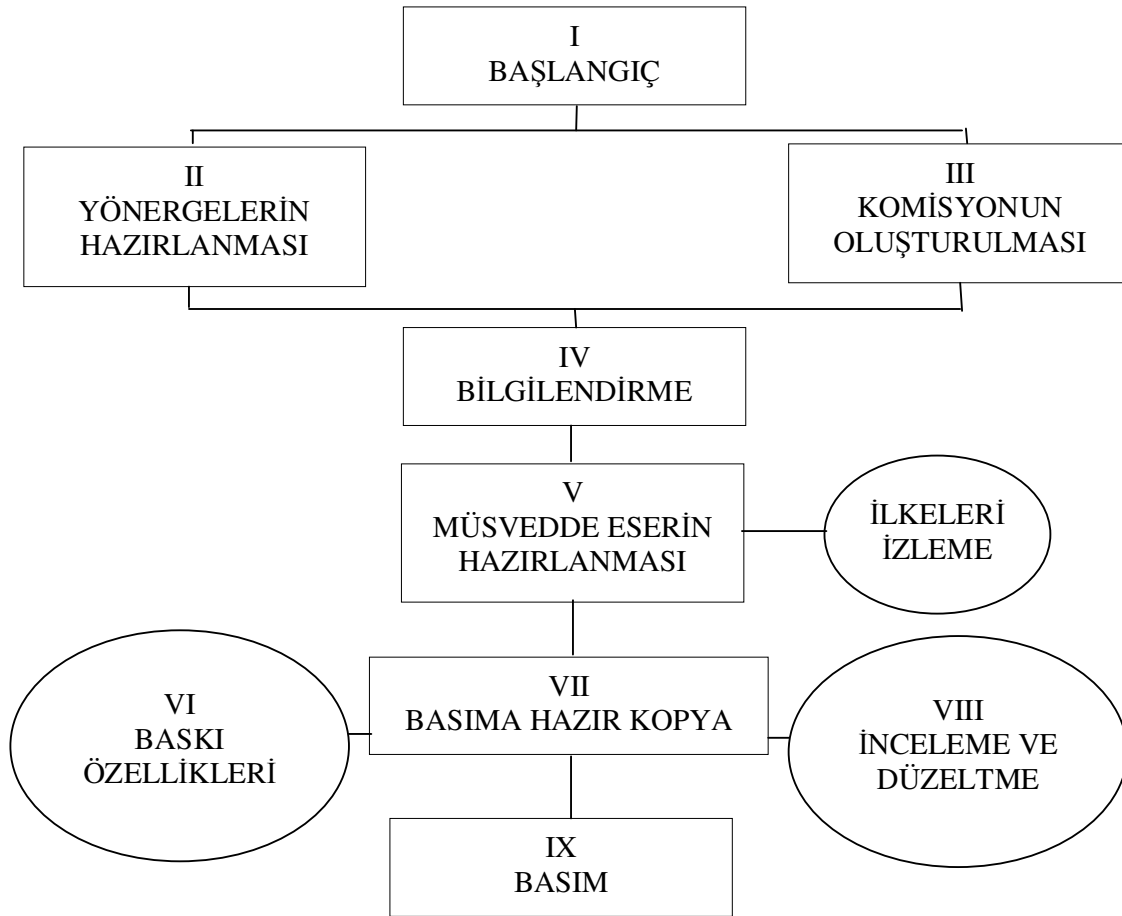 I
BAŞLANGIÇ
II
YÖNERGELERİN
HAZIRLANMASI
III
KOMİSYONUN
OLUŞTURULMASI
IV
BİLGİLENDİRME
V
MÜSVEDDE ESERİN
HAZIRLANMASI
İLKELERİ
İZLEME
VI
BASKI
ÖZELLİKLERİ
VII
BASIMA HAZIR KOPYA
VIII
İNCELEME VE
DÜZELTME
IX
BASIM